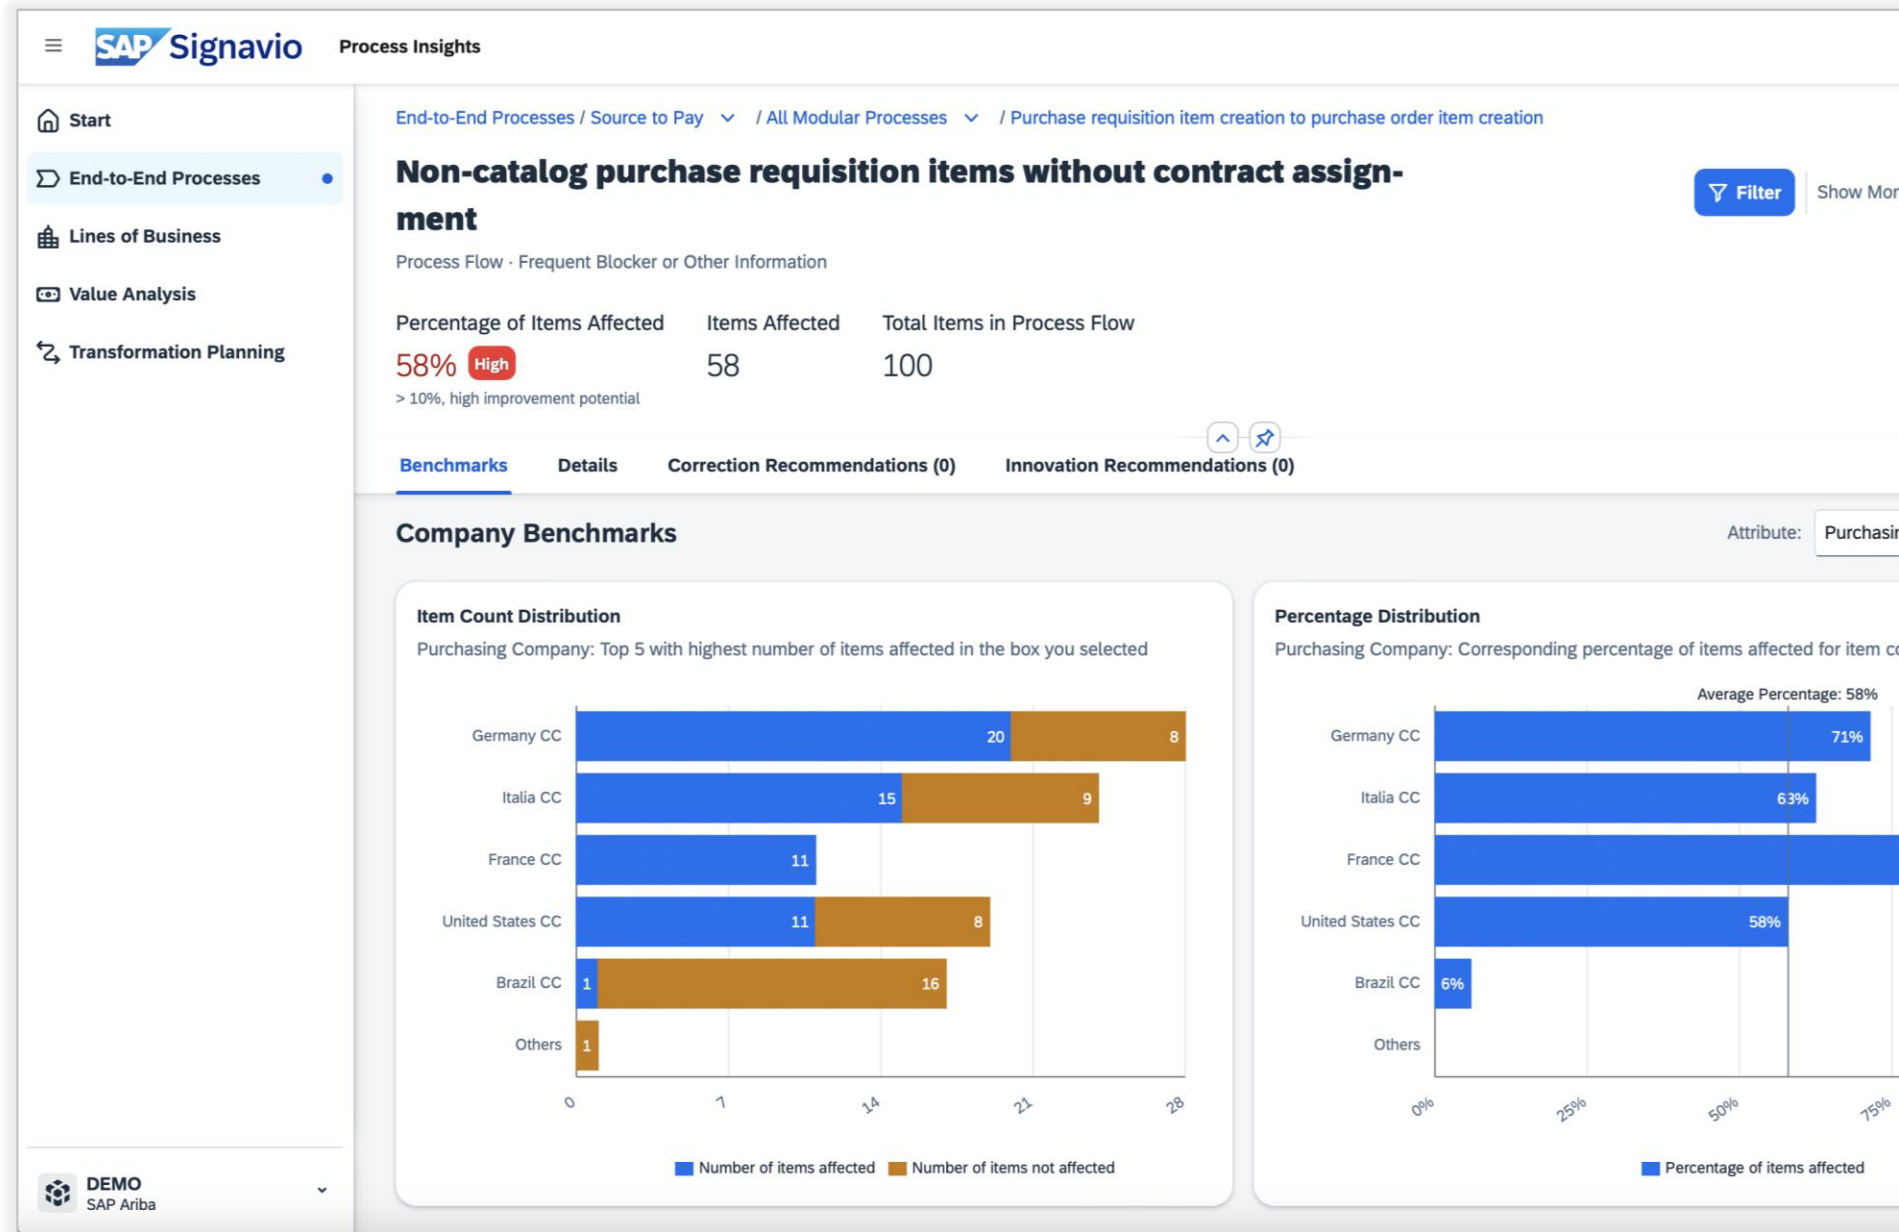 SAP Signavio Process Insights
Start
End-to-End Processes
Lines of Business
Value Analysis
Transformation Planning
DEMO
SAP Ariba
End-to-End Processes / Source to Pay / All Modular Processes / Purchase requisition item creation to purchase order item creation
Non-catalog purchase requisition items without contract assign-
ment
Process Flow · Frequent Blocker or Other Information
Filter
Show Mor
Percentage of Items Affected Items Affected Total Items in Process Flow
58% High 58 100
> 10%, high improvement potential
Benchmarks Details Correction Recommendations (0) Innovation Recommendations (0)
Company Benchmarks
Attribute: Purchasin
Item Count Distribution
Purchasing Company: Top 5 with highest number of items affected in the box you selected
Germany CC 20 8
Italia CC 15 9
France CC 11
United States CC 11 8
Brazil CC 1 16
Others 1
0 7 14 21 28
Number of items affected Number of items not affected
Percentage Distribution
Purchasing Company: Corresponding percentage of items affected for item co
Average Percentage: 58%
Germany CC 71%
Italia CC 63%
France CC
United States CC 58%
Brazil CC 6%
Others
0% 25% 50% 75%
Percentage of items affected